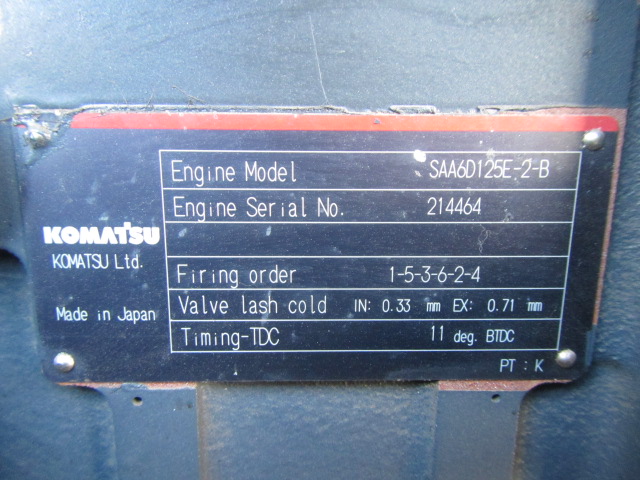 Engine Model SAA6D125E-2-B
Engine Serial No. 214464
KOMATSU
KOMATSU Ltd.
Firing order 1-5-3-6-2-4
Valve lash cold IN: 0.33 mm EX: 0.71 mm
Made in Japan
Timing-TDC 11 deg. BTDC
PT : K